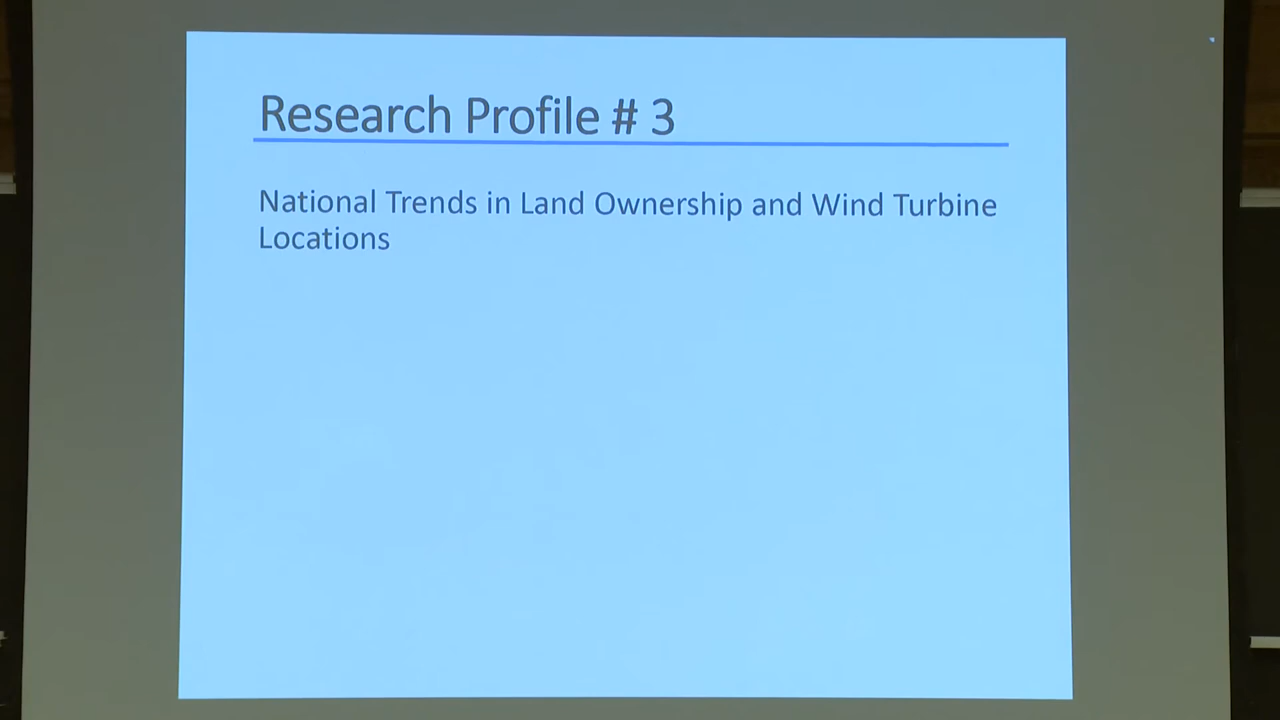 Research Profile # 3
National Trends in Land Ownership and Wind Turbine
Locations